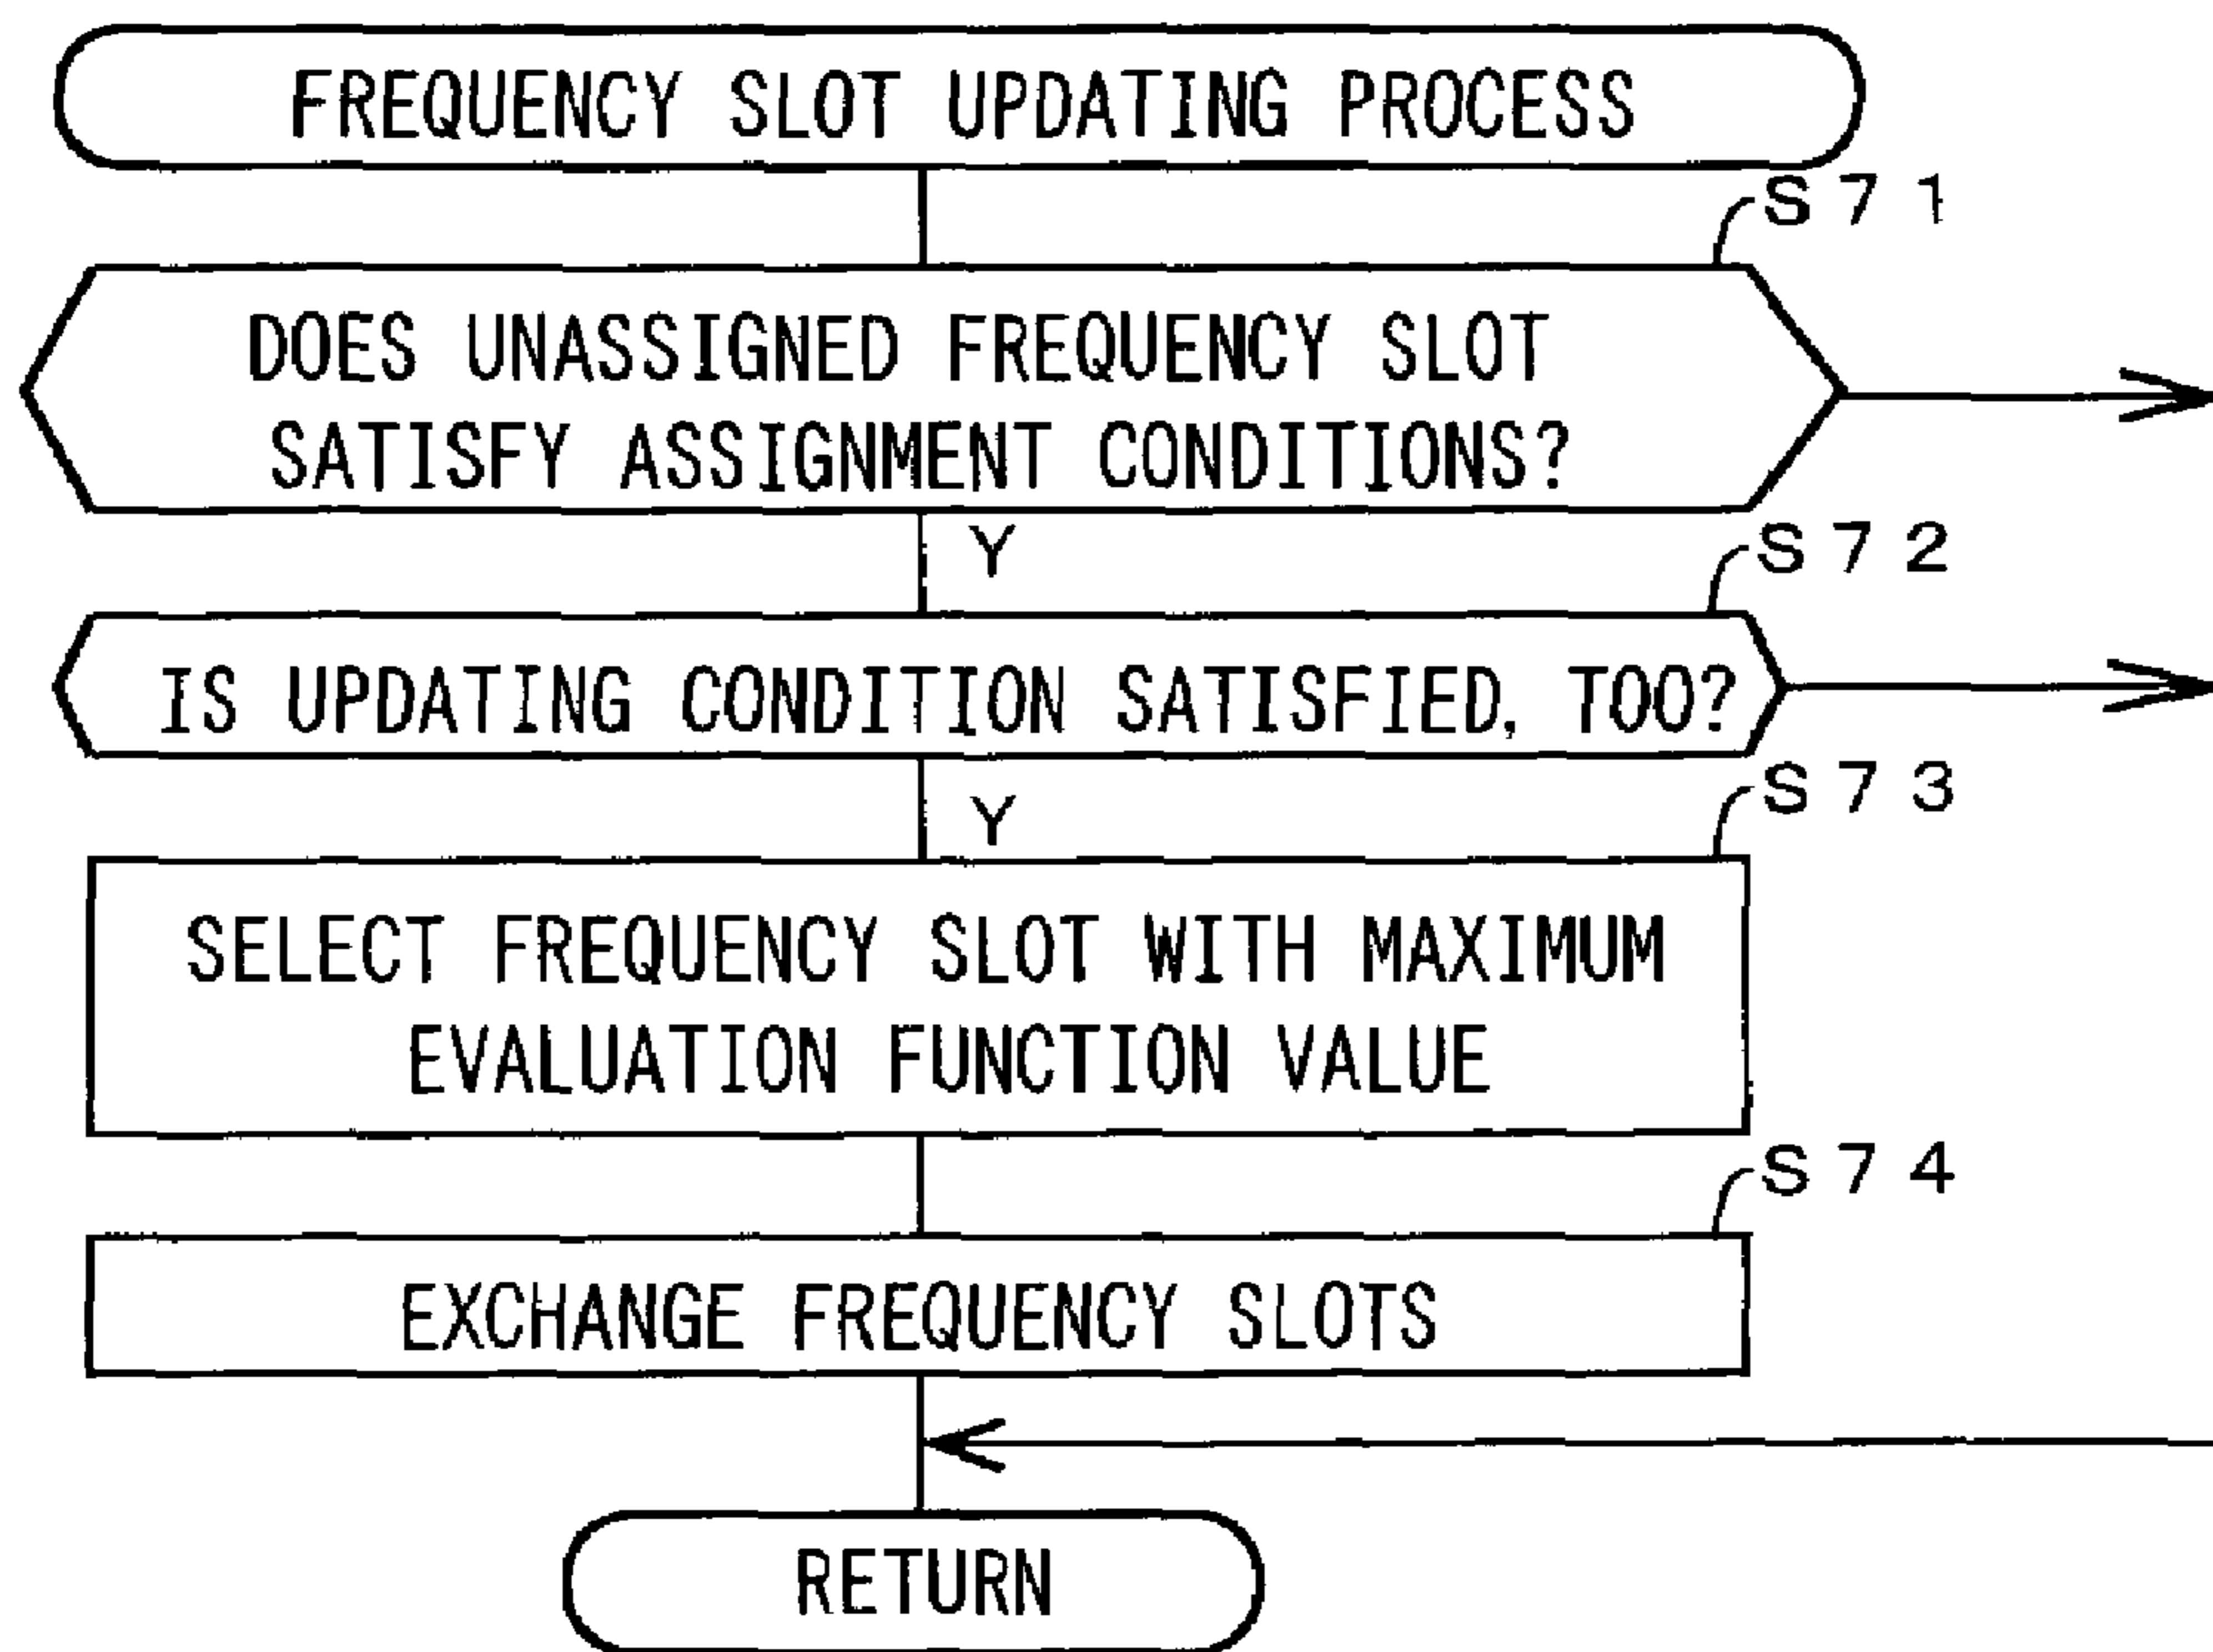 FREQUENCY SLOT UPDATING PROCESS
S71
DOES UNASSIGNED FREQUENCY SLOT
SATISFY ASSIGNMENT CONDITIONS?
Y
S72
IS UPDATING CONDITION SATISFIED, TOO?
Y
S73
SELECT FREQUENCY SLOT WITH MAXIMUM
EVALUATION FUNCTION VALUE
S74
EXCHANGE FREQUENCY SLOTS
RETURN